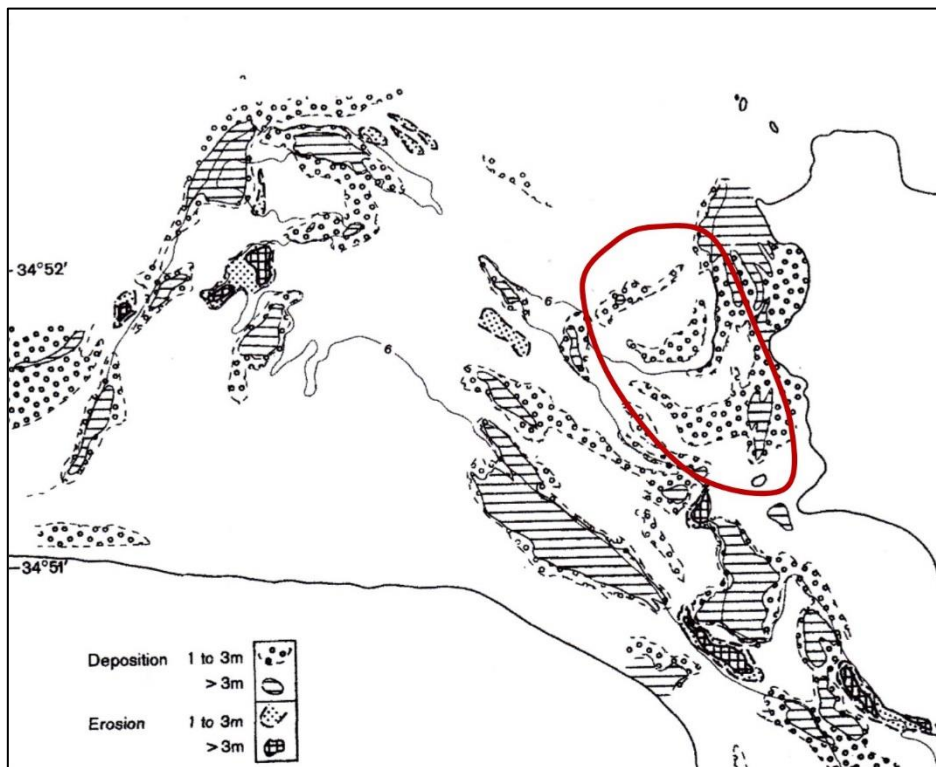 34°52'
6
6
34°51'
Deposition 1 to 3m
>3m
Erosion 1 to 3m
>3m